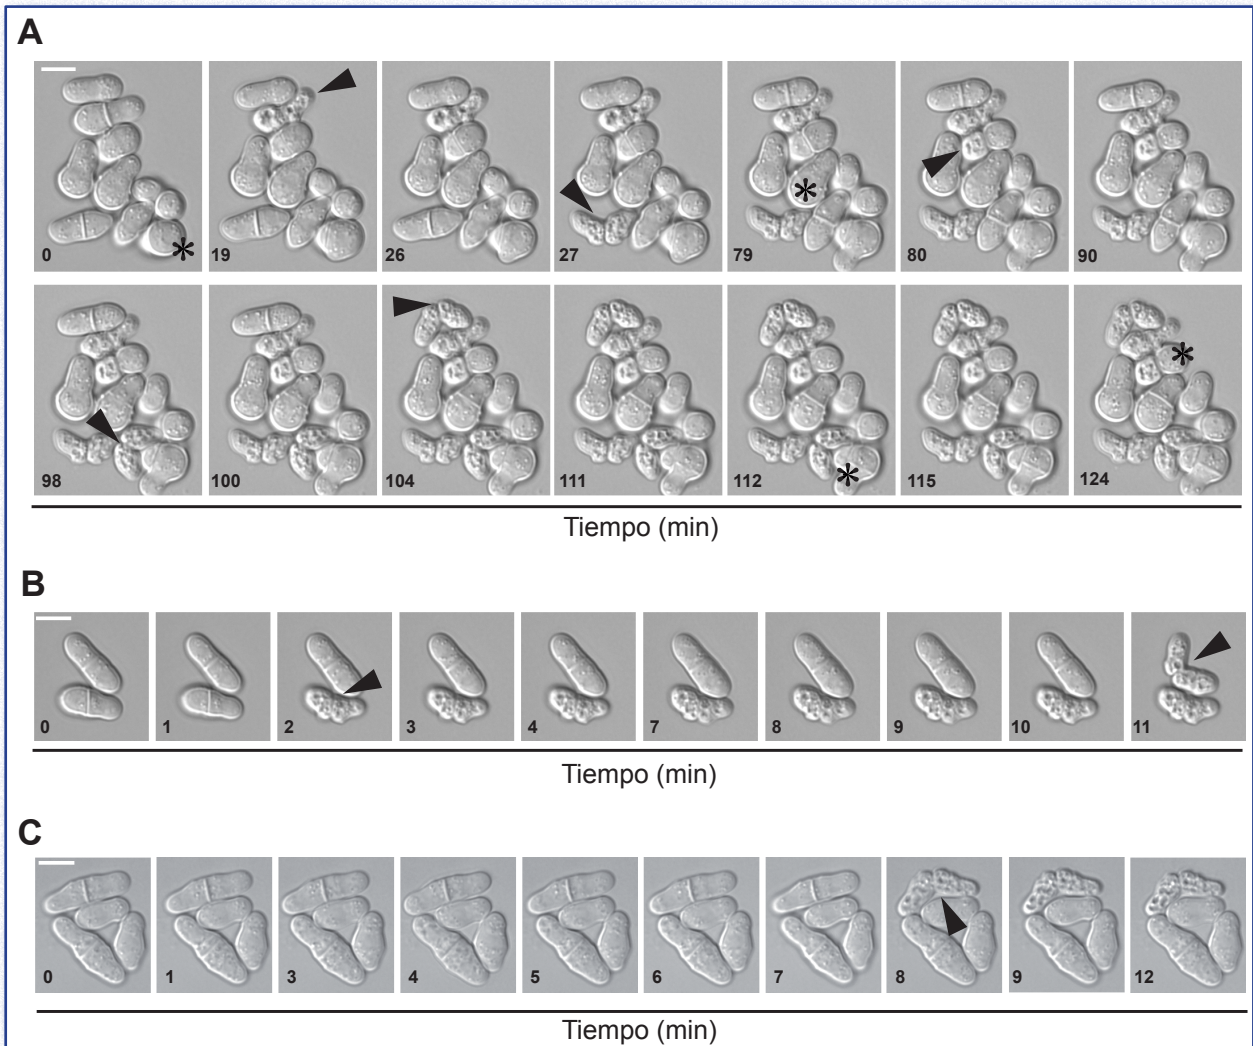 A
0 19 26 27 79 80 90
98 100 104 111 112 115 124
Tiempo (min)
B
0 1 2 3 4 7 8 9 10 11
Tiempo (min)
C
0 1 3 4 5 6 7 8 9 12
Tiempo (min)